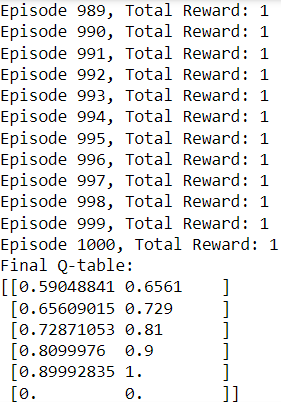 Episode 989, Total Reward: 1
Episode 990, Total Reward: 1
Episode 991, Total Reward: 1
Episode 992, Total Reward: 1
Episode 993, Total Reward: 1
Episode 994, Total Reward: 1
Episode 995, Total Reward: 1
Episode 996, Total Reward: 1
Episode 997, Total Reward: 1
Episode 998, Total Reward: 1
Episode 999, Total Reward: 1
Episode 1000, Total Reward: 1
Final Q-table:
[[0.59048841 0.6561    ]
 [0.65609015 0.729     ]
 [0.72871053 0.81      ]
 [0.8099976  0.9       ]
 [0.89992835 1.        ]
 [0.         0.        ]]